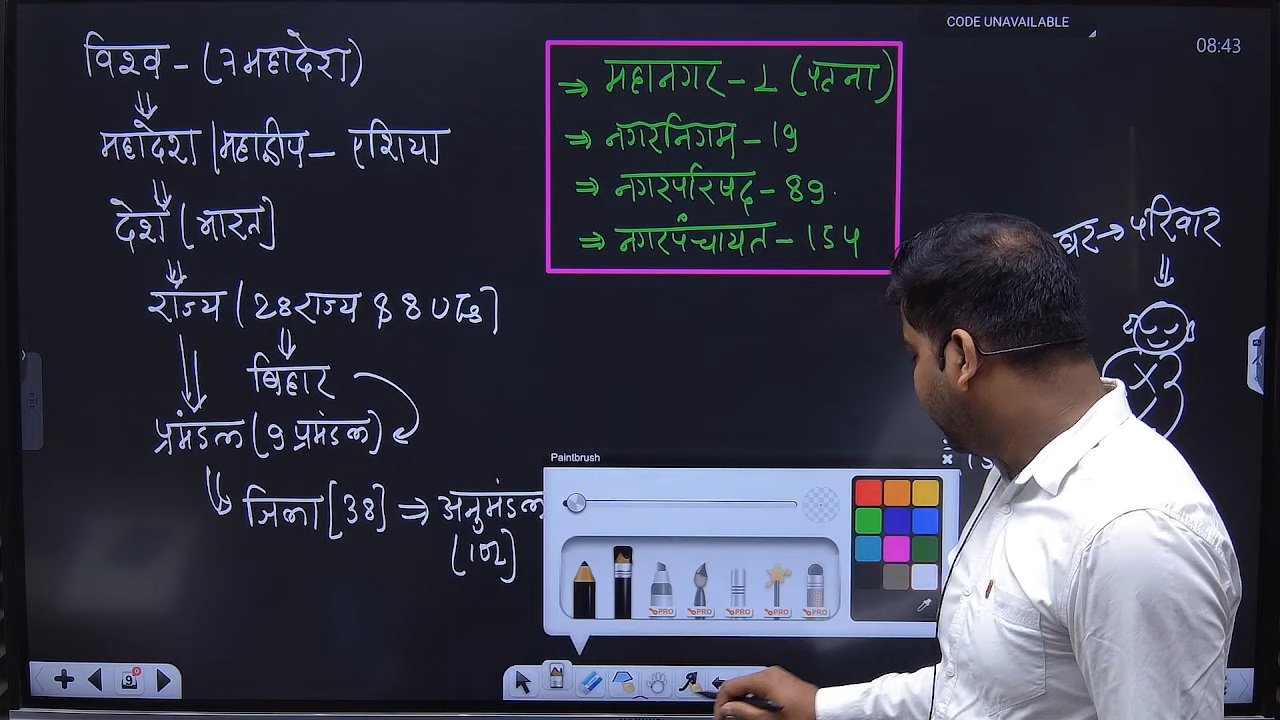 CODE UNAVAILABLE
08:43
विश्व - (7 महादेश)
महादेश | महाद्वीप - एशिया
देश [भारत]
राज्य [28 राज्य & 8 UTs]
बिहार
प्रमंडल (9 प्रमंडल)
जिला [38] ⇒ अनुमंडल
[102]
⇒ महानगर - 1 (पटना)
⇒ नगरनिगम - 19
⇒ नगरपरिषद - 89
⇒ नगरपंचायत - 154
घर → परिवार
Paintbrush
PRO PRO PRO PRO PRO
9 0